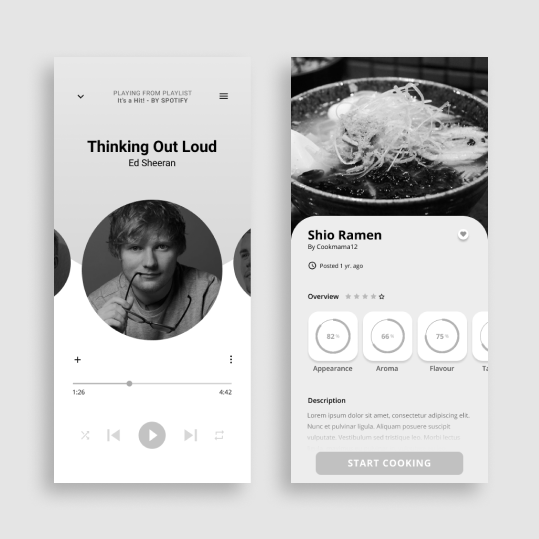 PLAYING FROM PLAYLIST
It's a Hit! - BY SPOTIFY
Thinking Out Loud
Ed Sheeran
1:26
4:42
Shio Ramen
By Cookmama12
Posted 1 yr. ago
Overview
82 %
66 %
75 %
Appearance
Aroma
Flavour
Ta
Description
Lorem ipsum dolor sit amet, consectetur adipiscing elit.
Nunc et pulvinar ligula. Aliquam posuere suscipit
vulputate. Vestibulum sed tristique leo. Morbi lectus
START COOKING